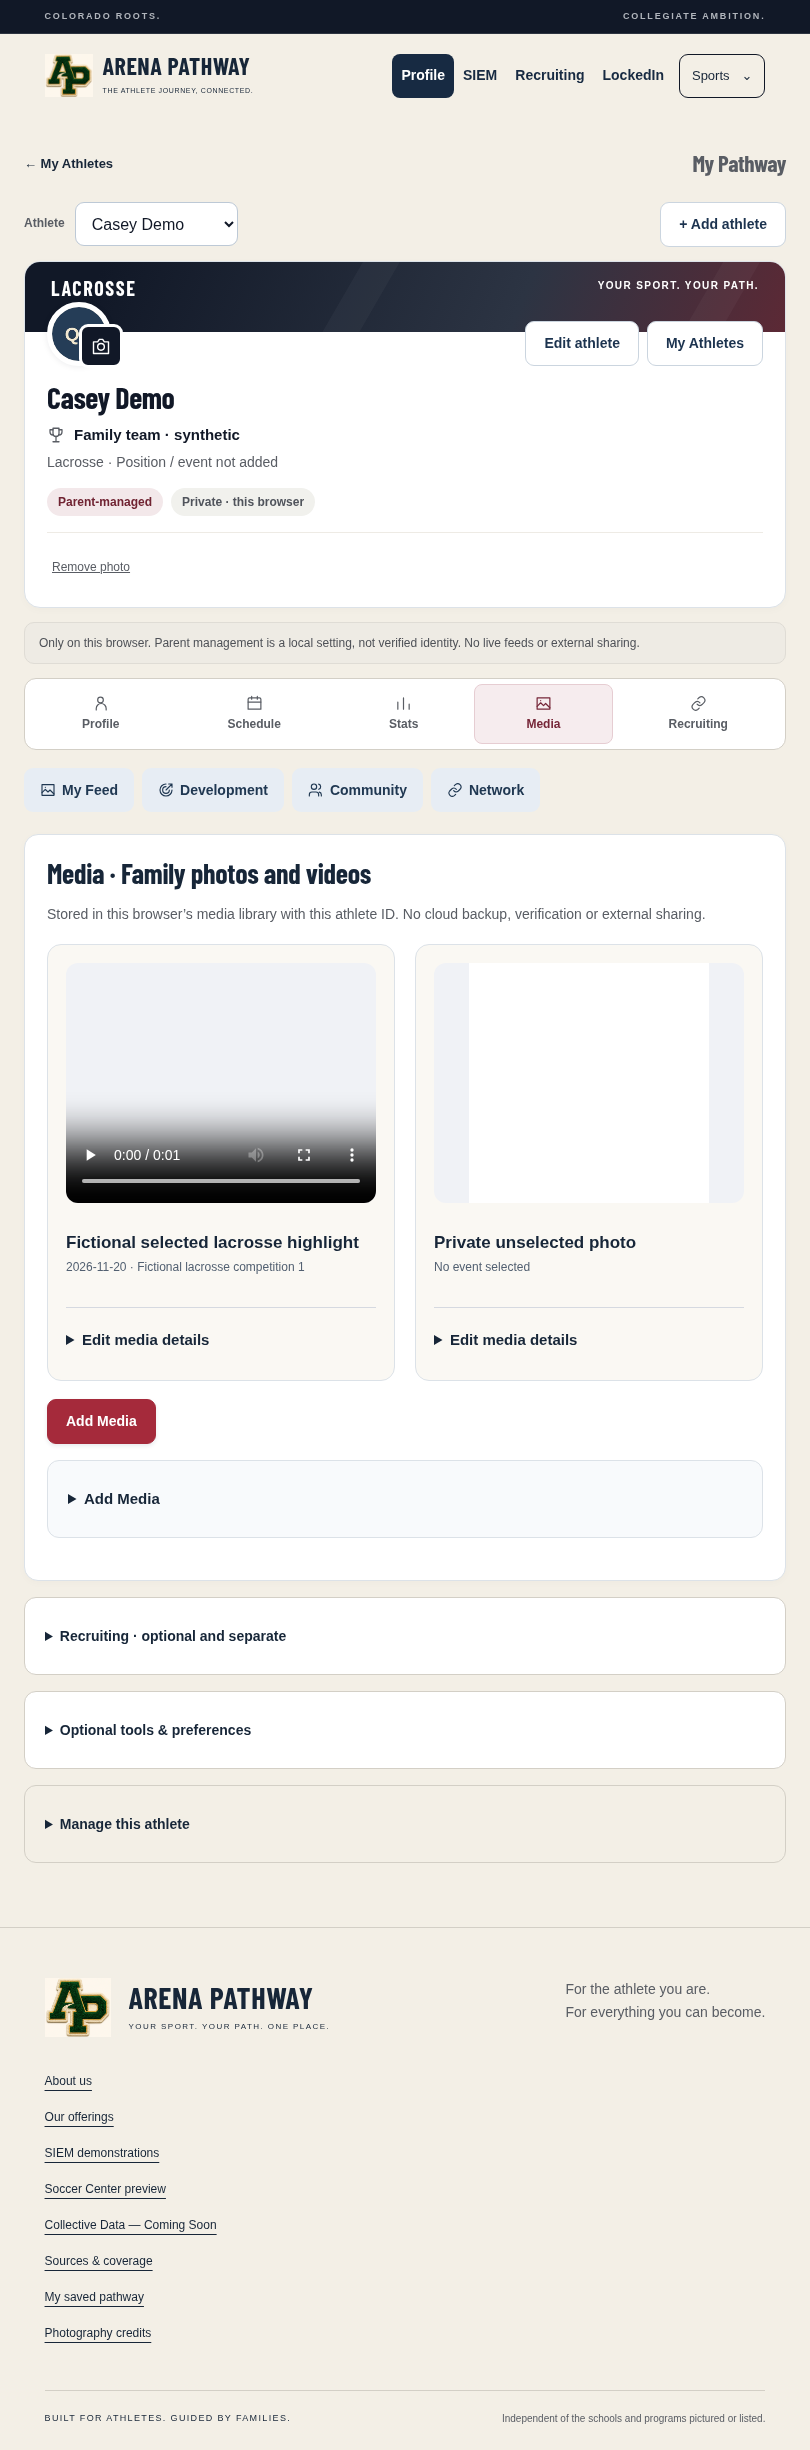 COLORADO ROOTS.
COLLEGIATE AMBITION.
AP
ARENA PATHWAY
THE ATHLETE JOURNEY, CONNECTED.
Profile
SIEM
Recruiting
LockedIn
Sports
← My Athletes
My Pathway
Athlete
Casey Demo
+ Add athlete
LACROSSE
YOUR SPORT. YOUR PATH.
Edit athlete
My Athletes
Casey Demo
Family team · synthetic
Lacrosse · Position / event not added
Parent-managed
Private · this browser
Remove photo
Only on this browser. Parent management is a local setting, not verified identity. No live feeds or external sharing.
Profile
Schedule
Stats
Media
Recruiting
My Feed
Development
Community
Network
Media · Family photos and videos
Stored in this browser’s media library with this athlete ID. No cloud backup, verification or external sharing.
0:00 / 0:01
Fictional selected lacrosse highlight
2026-11-20 · Fictional lacrosse competition 1
Edit media details
Private unselected photo
No event selected
Edit media details
Add Media
Add Media
Recruiting · optional and separate
Optional tools & preferences
Manage this athlete
AP
ARENA PATHWAY
YOUR SPORT. YOUR PATH. ONE PLACE.
For the athlete you are.
For everything you can become.
About us
Our offerings
SIEM demonstrations
Soccer Center preview
Collective Data — Coming Soon
Sources & coverage
My saved pathway
Photography credits
BUILT FOR ATHLETES. GUIDED BY FAMILIES.
Independent of the schools and programs pictured or listed.